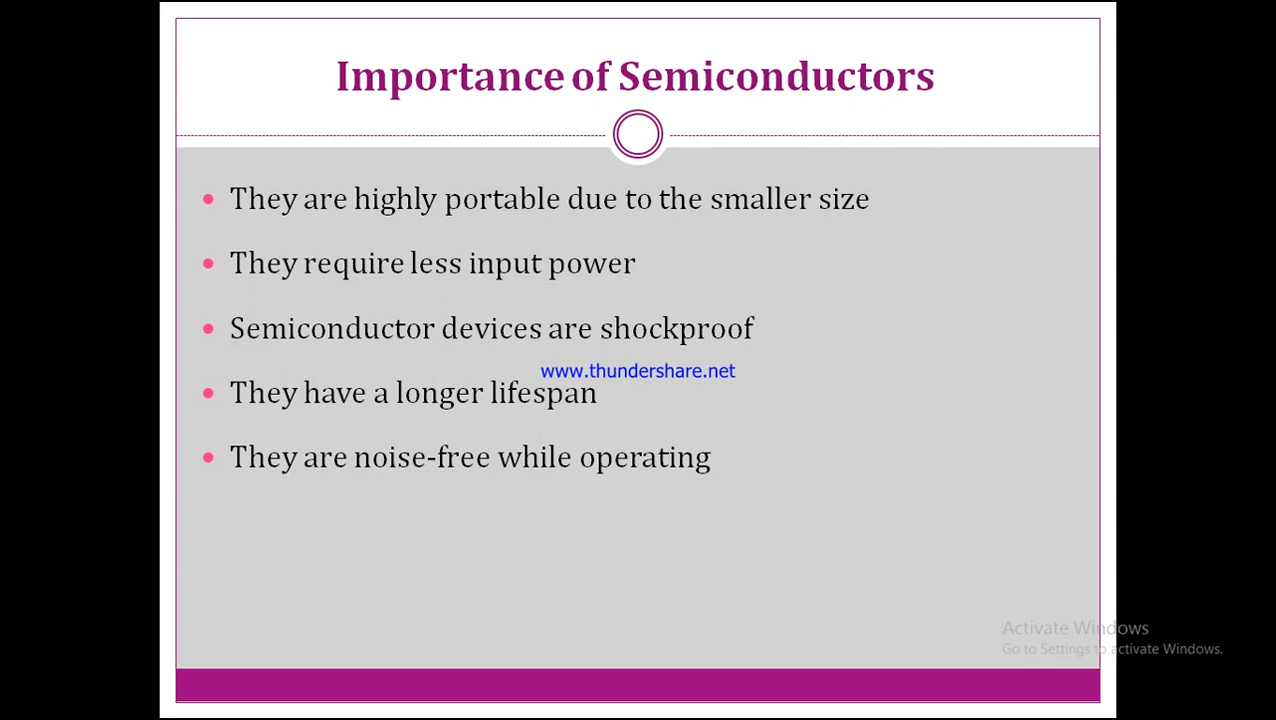 Importance of Semiconductors
They are highly portable due to the smaller size
They require less input power
Semiconductor devices are shockproof
www.thundershare.net
They have a longer lifespan
They are noise-free while operating
Activate Windows
Go to Settings to activate Windows.